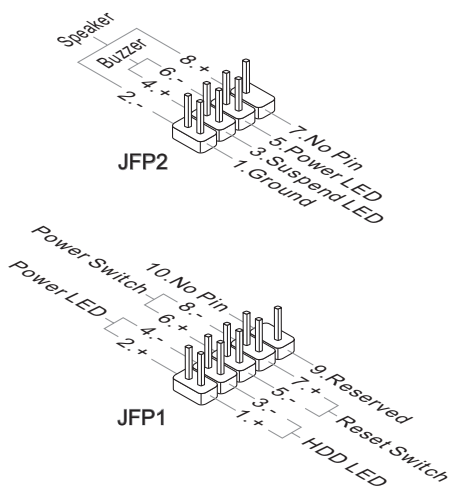 Speaker
Buzzer
8.+
6.-
4.+
2.-
7.No Pin
5.Power LED
3.Suspend LED
1.Ground
JFP2
Power Switch
Power LED
10.No Pin
8.-
6.+
4.-
2.+
9.Reserved
7.+
5.-
3.-
1.+
Reset Switch
HDD LED
JFP1